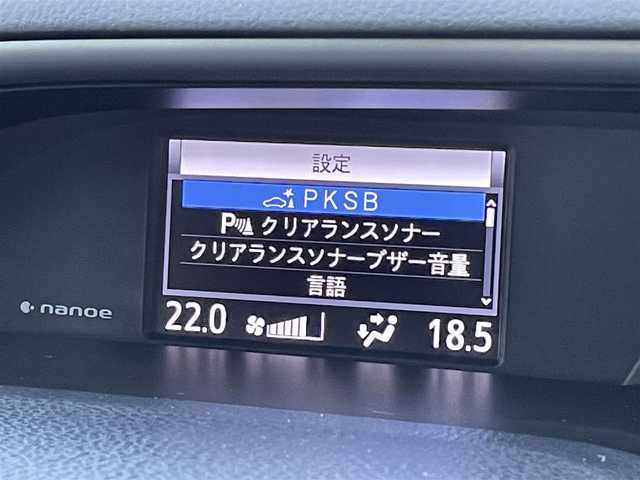 設定
PKSB
P クリアランスソナー
クリアランスソナーブザー音量
言語
22.0 18.5
nanoe